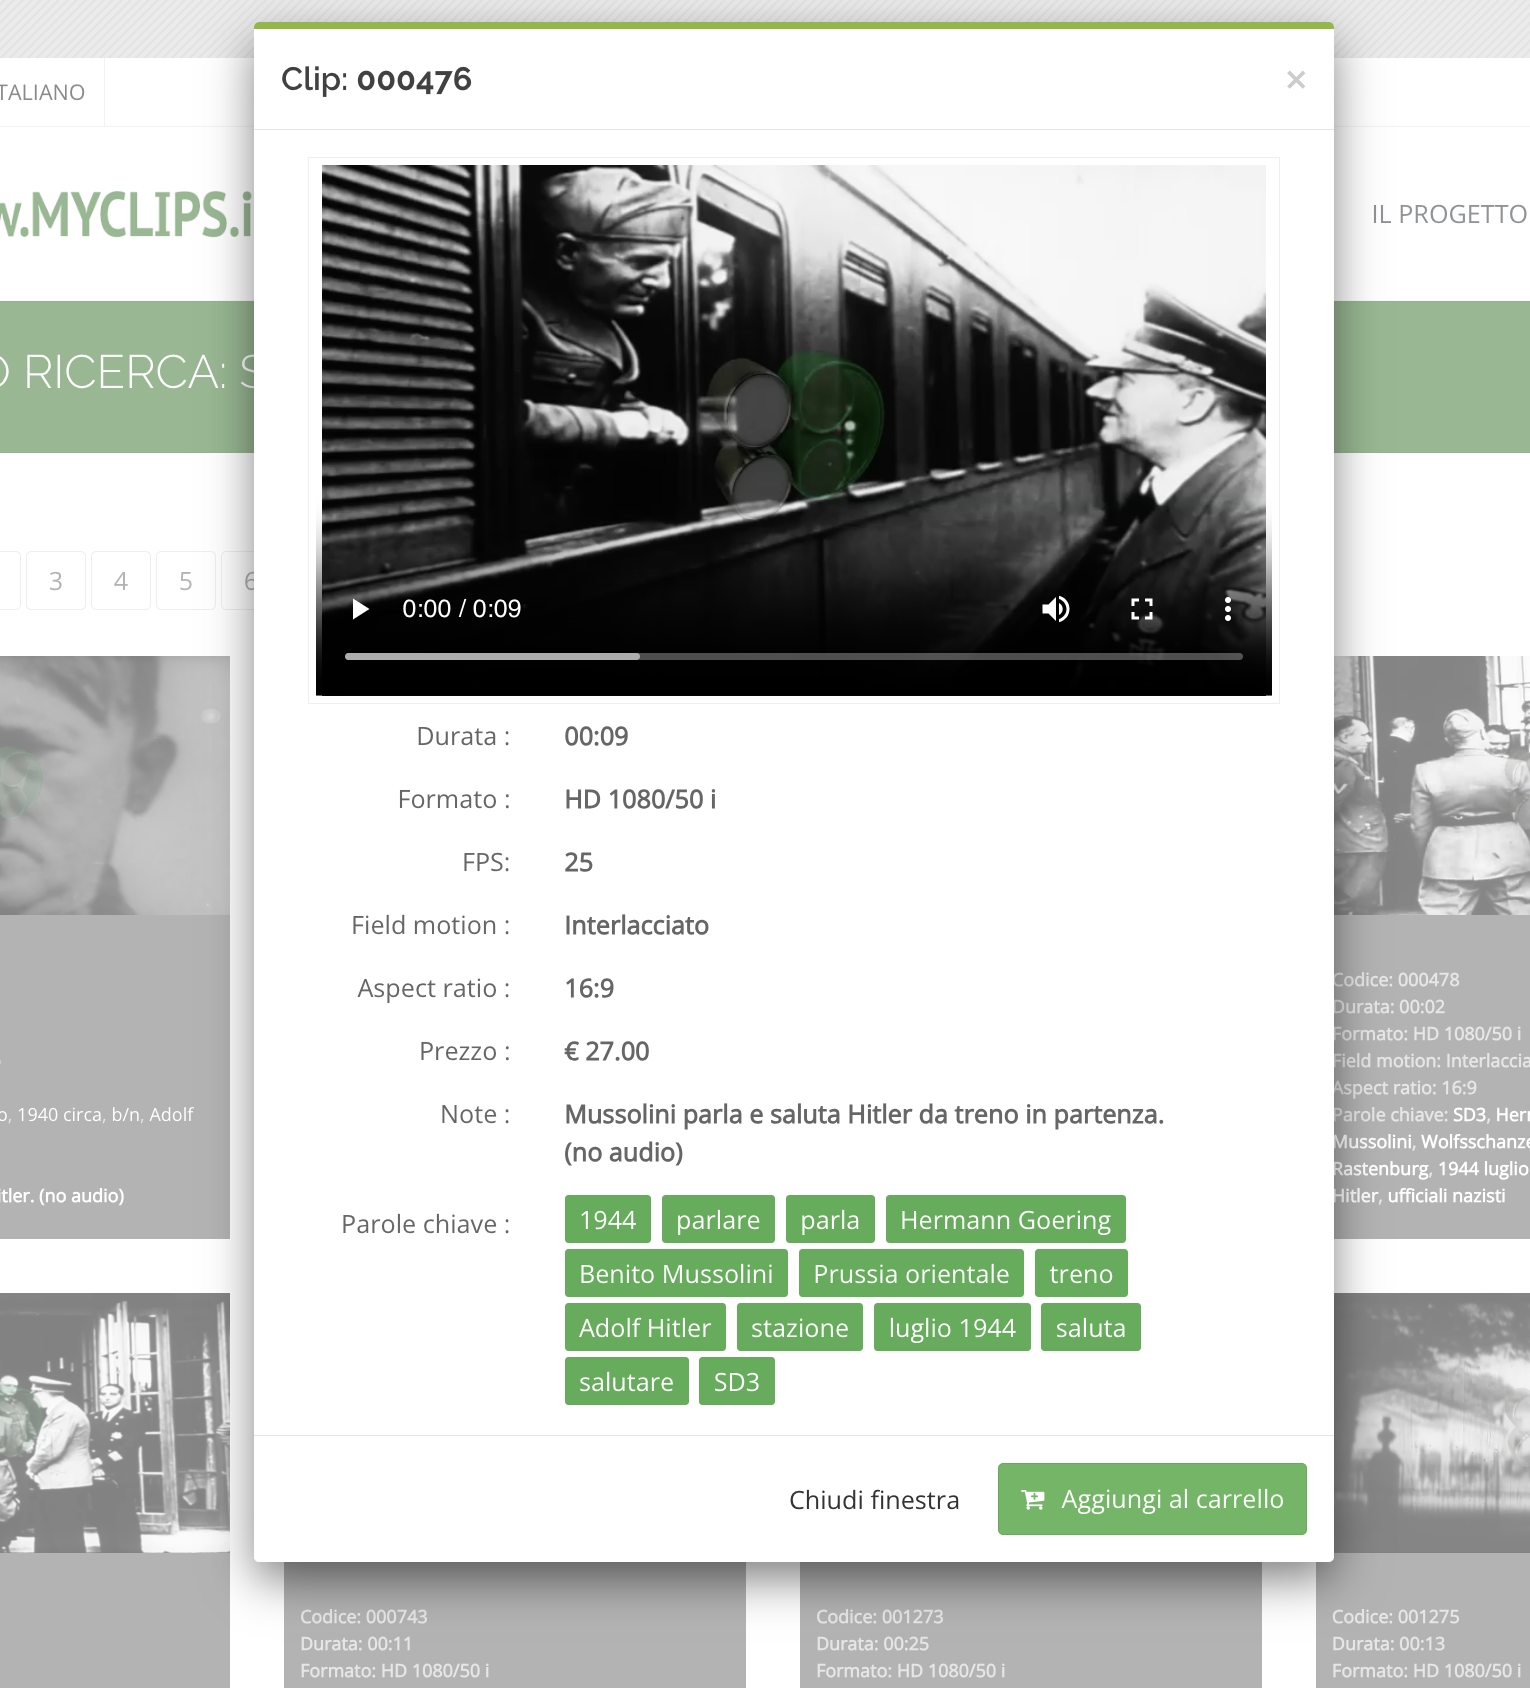 Clip: 000476
×
ITALIANO
w.MYCLIPS.i
IL PROGETTO
O RICERCA: S
3
4
5
6
0:00 / 0:09
Durata : 00:09
Formato : HD 1080/50 i
FPS: 25
Field motion : Interlacciato
Aspect ratio : 16:9
Prezzo : € 27.00
Note : Mussolini parla e saluta Hitler da treno in partenza.
(no audio)
Parole chiave : 1944 parlare parla Hermann Goering
Benito Mussolini Prussia orientale treno
Adolf Hitler stazione luglio 1944 saluta
salutare SD3
Chiudi finestra
Aggiungi al carrello
o, 1940 circa, b/n, Adolf
itler. (no audio)
Codice: 000478
Durata: 00:02
Formato: HD 1080/50 i
Field motion: Interlaccia
Aspect ratio: 16:9
Parole chiave: SD3, Herm
Mussolini, Wolfsschanze
Rastenburg, 1944 luglio
Hitler, ufficiali nazisti
Codice: 000743
Durata: 00:11
Formato: HD 1080/50 i
Codice: 001273
Durata: 00:25
Formato: HD 1080/50 i
Codice: 001275
Durata: 00:13
Formato: HD 1080/50 i